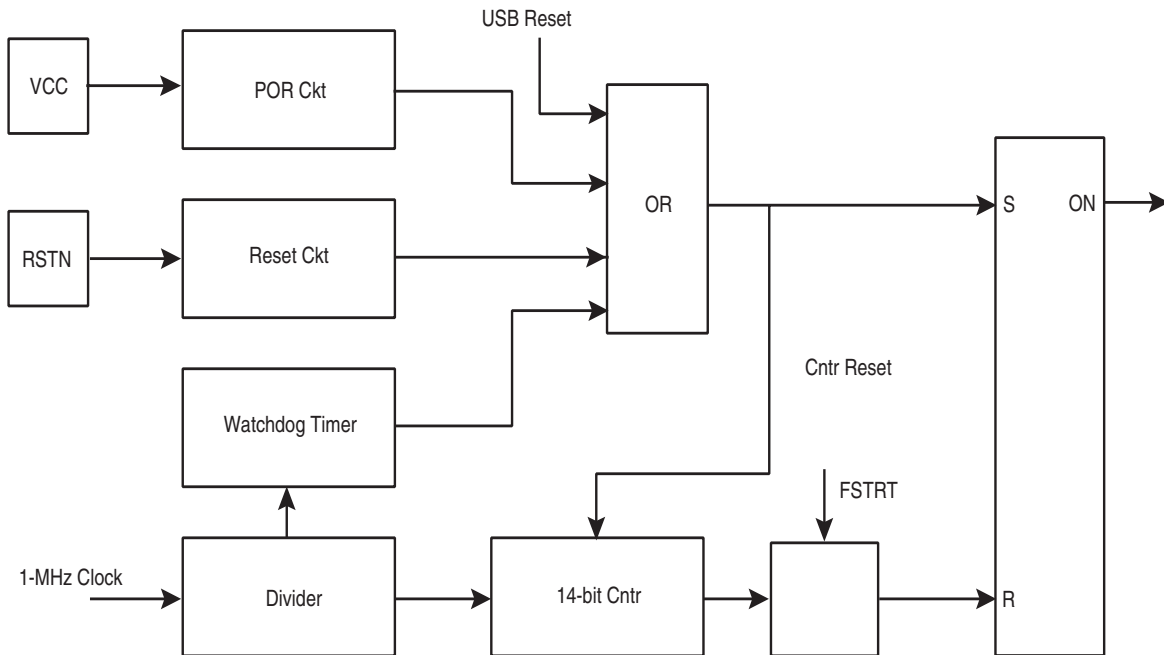 USB Reset
VCC
POR Ckt
OR
S
ON
RSTN
Reset Ckt
Cntr Reset
Watchdog Timer
FSTRT
1-MHz Clock
Divider
14-bit Cntr
R